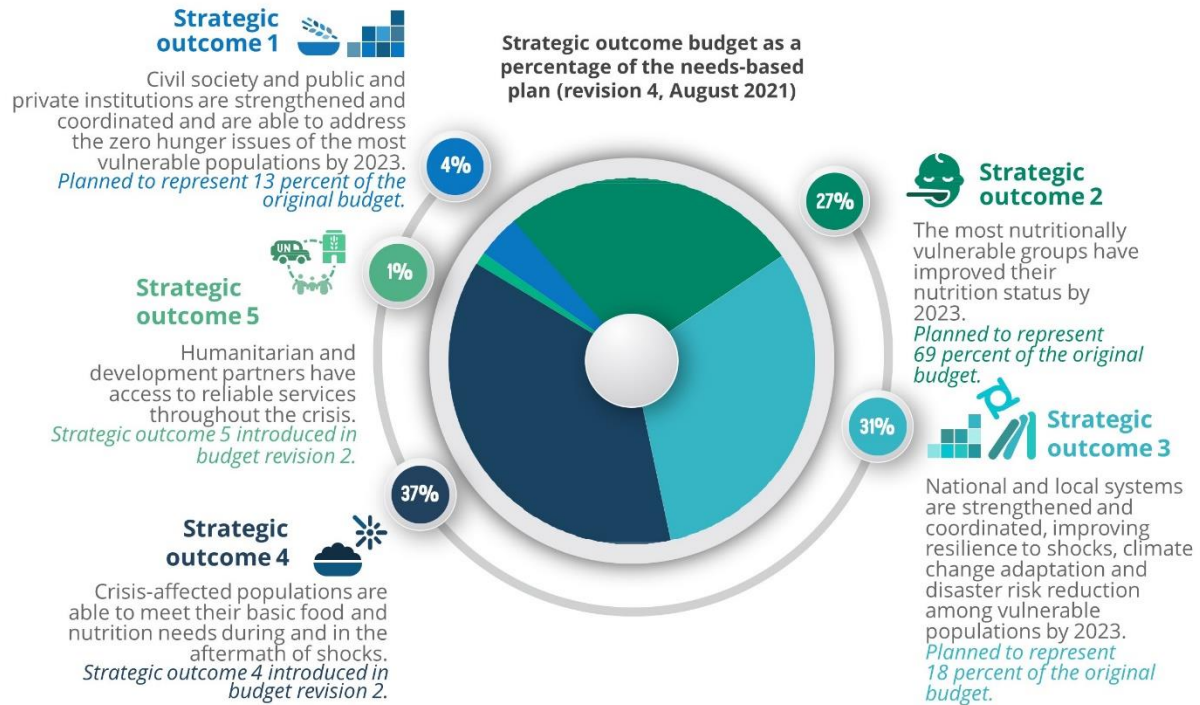 Strategic
outcome 1
Civil society and public and
private institutions are strengthened and
coordinated and are able to address
the zero hunger issues of the most
vulnerable populations by 2023.
Planned to represent 13 percent of the
original budget.
Strategic outcome budget as a
percentage of the needs-based
plan (revision 4, August 2021)
4%
27%
Strategic
outcome 2
The most nutritionally
vulnerable groups have
improved their
nutrition status by
2023.
Planned to represent
69 percent of the original
budget.
UN
1%
Strategic
outcome 5
Humanitarian and
development partners have
access to reliable services
throughout the crisis.
Strategic outcome 5 introduced in
budget revision 2.
31%
Strategic
outcome 3
National and local systems
are strengthened and
coordinated, improving
resilience to shocks, climate
change adaptation and
disaster risk reduction
among vulnerable
populations by 2023.
Planned to represent
18 percent of the original
budget.
37%
Strategic
outcome 4
Crisis-affected populations are
able to meet their basic food and
nutrition needs during and in the
aftermath of shocks.
Strategic outcome 4 introduced in
budget revision 2.